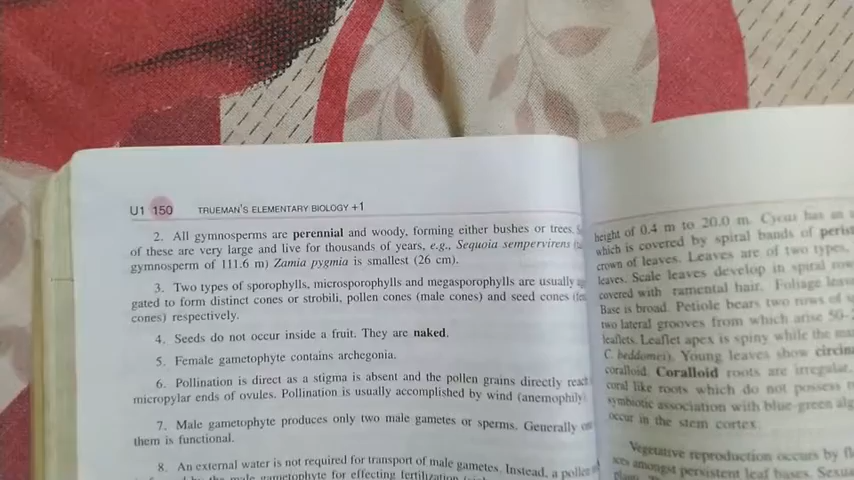 U1 150 TRUEMAN'S ELEMENTARY BIOLOGY +1
2. All gymnosperms are perennial and woody, forming either bushes or trees.
of these are very large and live for thousands of years, e.g., Sequoia sempervirens
gymnosperm of 111.6 m) Zamia pygmia is smallest (26 cm).
3. Two types of sporophylls, microsporophylls and megasporophylls are usually
gated to form distinct cones or strobili, pollen cones (male cones) and seed cones
cones) respectively.
4. Seeds do not occur inside a fruit. They are naked.
5. Female gametophyte contains archegonia.
6. Pollination is direct as a stigma is absent and the pollen grains directly
micropylar ends of ovules. Pollination is usually accomplished by wind (anemophily)
7. Male gametophyte produces only two male gametes or sperms. Generally
them is functional.
8. An external water is not required for transport of male gametes. Instead, a pollen
the male gametophyte for effecting fertilization
height of 0.4 m to 20.0 m. Cycas has an
which is covered by spiral bands of
crown of leaves. Leaves are of two types,
leaves. Scale leaves develop in spiral
covered with ramental hair. Foliage
Base is broad. Petiole bears two rows of
two lateral grooves from which arise
leaflets. Leaflet apex is spiny while the
C. beddomei). Young leaves show
coralloid. Coralloid roots are irregular,
coral like roots which do not possess
symbiotic association with blue-green
occur in the stem cortex.
Vegetative reproduction occurs by
amongst persistent leaf bases.